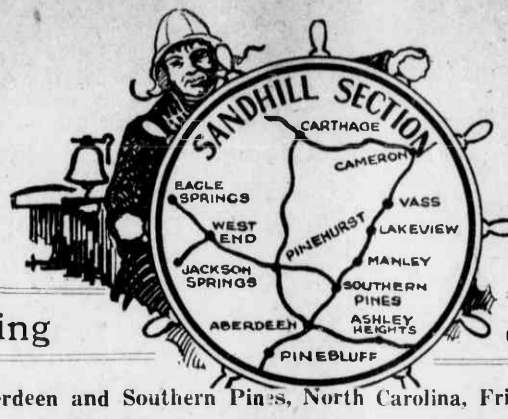 SANDHILL SECTION
CARTHAGE
CAMERON
EAGLE
SPRINGS
VASS
WEST
END
PINEHURST
LAKEVIEW
JACKSON
SPRINGS
MANLEY
SOUTHERN
PINES
ABERDEEN
ASHLEY
HEIGHTS
PINEBLUFF
ing
erdeen and Southern Pines, North Carolina, Fri